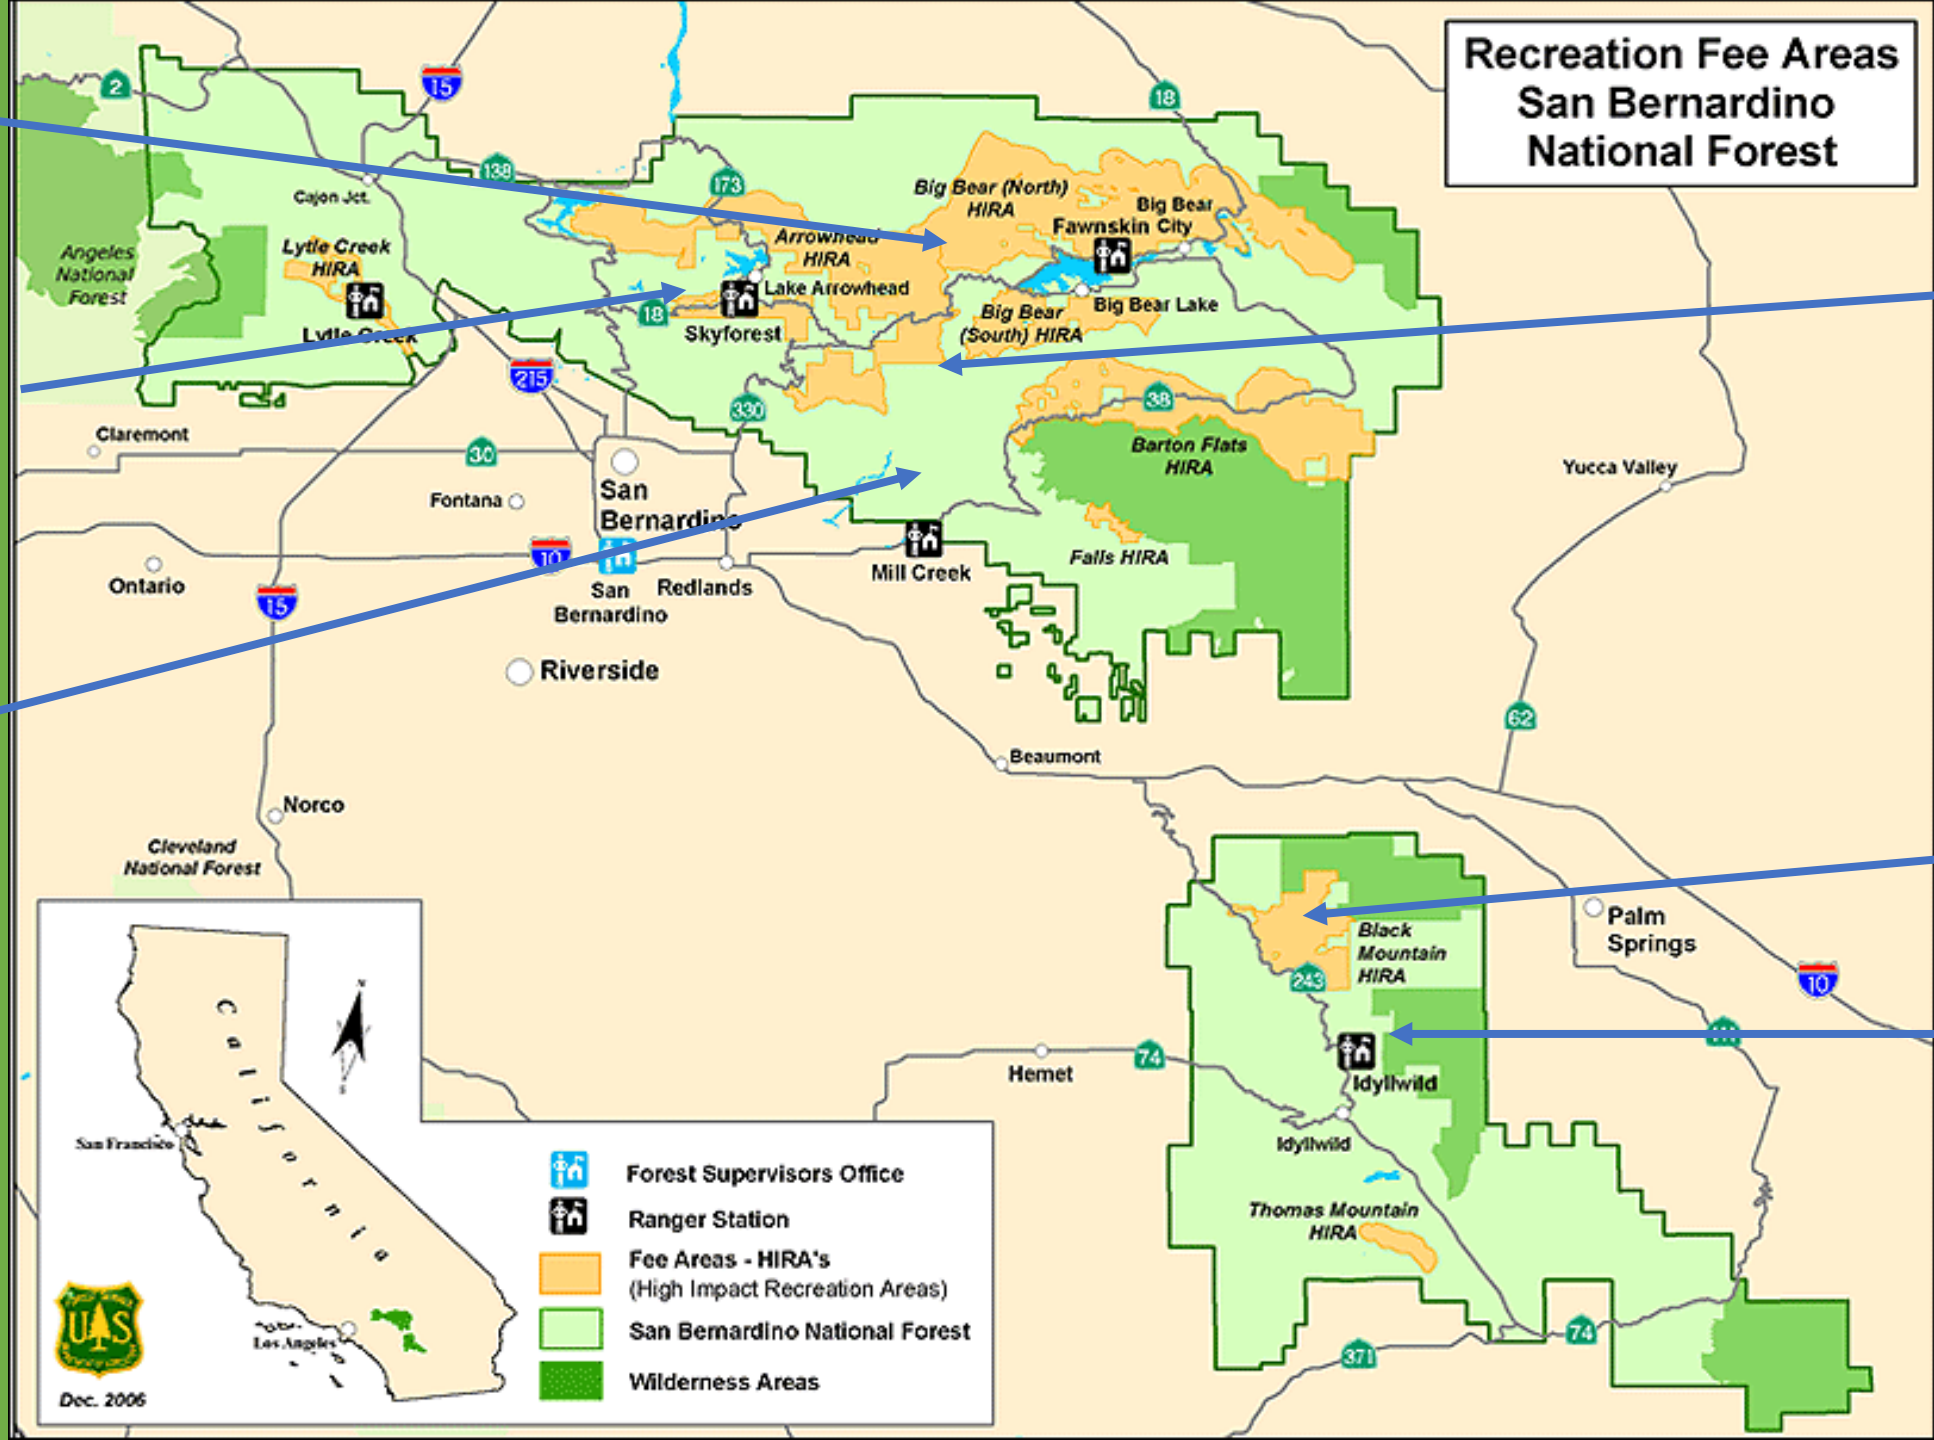 Recreation Fee Areas
San Bernardino
National Forest
2
15
18
138
173
Cajon Jct.
Big Bear (North)
HIRA
Big Bear
City
Fawnskin
Angeles
National
Forest
Lytle Creek
HIRA
Arrowhead
HIRA
Lake Arrowhead
18
Skyforest
Big Bear
(South) HIRA
Big Bear Lake
Lytle Creek
215
330
38
Claremont
30
Barton Flats
HIRA
Yucca Valley
Fontana
San
Bernardino
10
Ontario
15
San
Bernardino
Redlands
Mill Creek
Falls HIRA
Riverside
62
Beaumont
Norco
Cleveland
National Forest
Palm
Springs
Black
Mountain
HIRA
243
10
111
Hemet
74
Idyllwild
Idyllwild
Thomas Mountain
HIRA
74
371
N
S
California
San Francisco
Los Angeles
Forest Supervisors Office
Ranger Station
Fee Areas - HIRA's
(High Impact Recreation Areas)
San Bernardino National Forest
Wilderness Areas
US
Dec. 2006